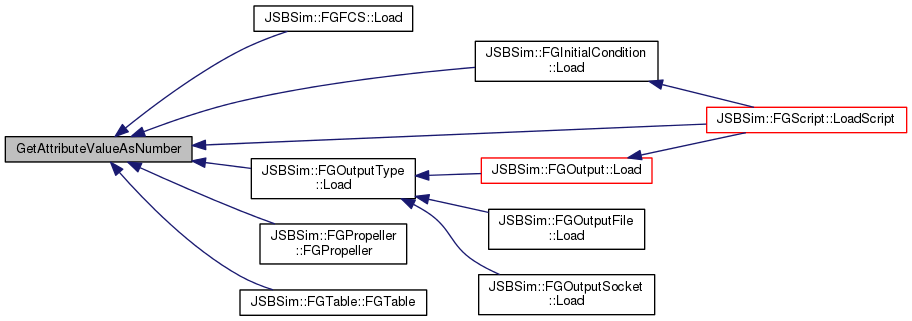 JSBSim::FGFCS::Load
JSBSim::FGInitialCondition
::Load
JSBSim::FGScript::LoadScript
GetAttributeValueAsNumber
JSBSim::FGOutputType
::Load
JSBSim::FGOutput::Load
JSBSim::FGOutputFile
::Load
JSBSim::FGPropeller
::FGPropeller
JSBSim::FGOutputSocket
::Load
JSBSim::FGTable::FGTable